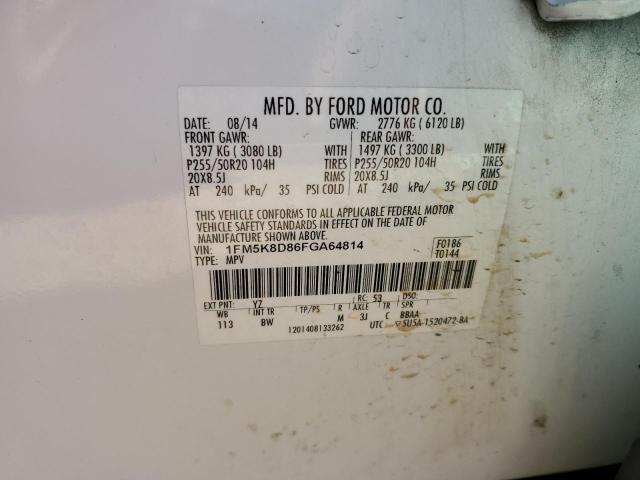 MFD. BY FORD MOTOR CO.
DATE: 08/14 GVWR: 2776 KG ( 6120 LB)
FRONT GAWR: REAR GAWR:
1397 KG ( 3080 LB) WITH 1497 KG ( 3300 LB) WITH
P255/50R20 104H TIRES P255/50R20 104H TIRES
20X8.5J RIMS 20X8.5J RIMS
AT 240 kPa/ 35 PSI COLD AT 240 kPa/ 35 PSI COLD
THIS VEHICLE CONFORMS TO ALL APPLICABLE FEDERAL MOTOR
VEHICLE SAFETY STANDARDS IN EFFECT ON THE DATE OF
MANUFACTURE SHOWN ABOVE.
VIN: 1FM5K8D86FGA64814 F0186
TYPE: MPV T0144
EXT PNT: YZ RC: 53 DSO:
WB INT TR TP/PS R AXLE TR SPR
113 BW M 3J C BBAA
1201408133262 UTC ▽5U5A-1520472-BA